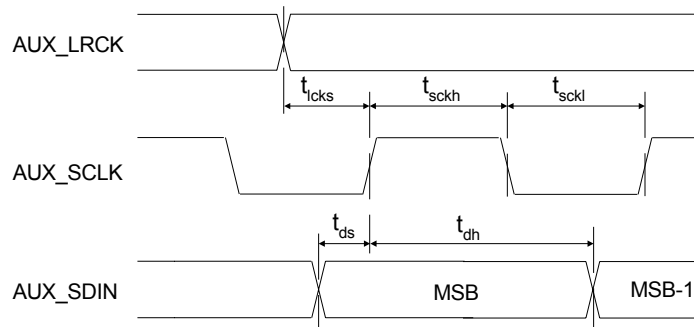 AUX_LRCK
t_lcks t_sckh t_sckl
AUX_SCLK
t_ds t_dh
AUX_SDIN MSB MSB-1